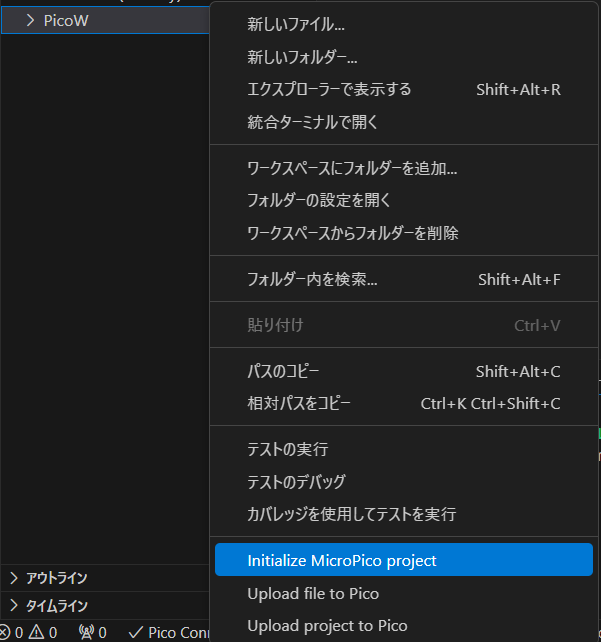 PicoW
新しいファイル...
新しいフォルダー...
エクスプローラーで表示する Shift+Alt+R
統合ターミナルで開く
ワークスペースにフォルダーを追加...
フォルダーの設定を開く
ワークスペースからフォルダーを削除
フォルダー内を検索... Shift+Alt+F
貼り付け Ctrl+V
パスのコピー Shift+Alt+C
相対パスをコピー Ctrl+K Ctrl+Shift+C
テストの実行
テストのデバッグ
カバレッジを使用してテストを実行
Initialize MicroPico project
Upload file to Pico
Upload project to Pico
アウトライン
タイムライン
0 0 0 Pico Conn